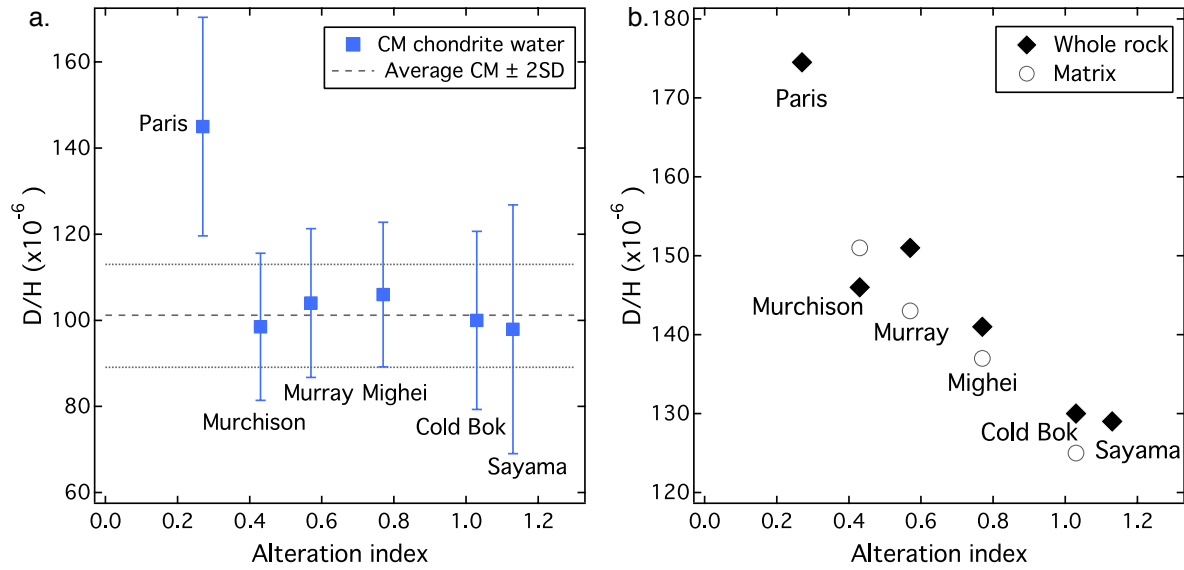 a.
CM chondrite water
Average CM ± 2SD
160
140
120
100
80
60
D/H (x10-6)
Paris
Murchison
Murray
Mighei
Cold Bok
Sayama
0.0 0.2 0.4 0.6 0.8 1.0 1.2
Alteration index
b.
Whole rock
Matrix
180
170
160
150
140
130
120
D/H (x10-6)
Paris
Murchison
Murray
Mighei
Cold Bok
Sayama
0.0 0.2 0.4 0.6 0.8 1.0 1.2
Alteration index